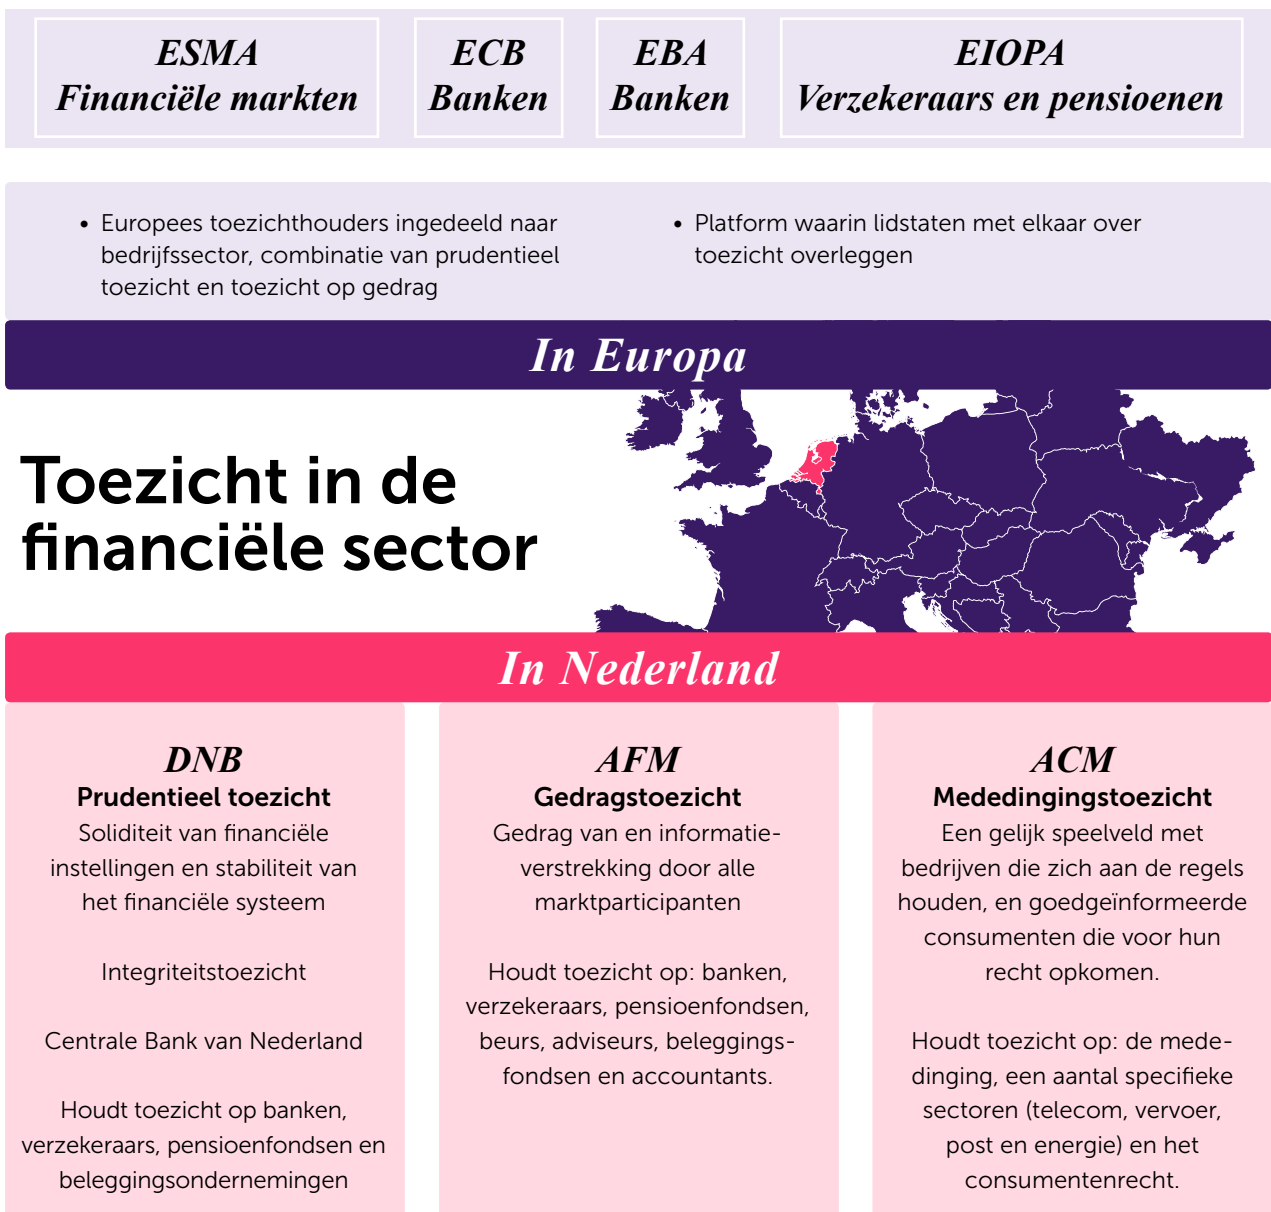 ESMA
Financiële markten
ECB
Banken
EBA
Banken
EIOPA
Verzekeraars en pensioenen
• Europees toezichthouders ingedeeld naar
bedrijfssector, combinatie van prudentieel
toezicht en toezicht op gedrag
• Platform waarin lidstaten met elkaar over
toezicht overleggen
In Europa
Toezicht in de
financiële sector
In Nederland
DNB
Prudentieel toezicht
Soliditeit van financiële
instellingen en stabiliteit van
het financiële systeem
Integriteitstoezicht
Centrale Bank van Nederland
Houdt toezicht op banken,
verzekeraars, pensioenfondsen en
beleggingsondernemingen
AFM
Gedragstoezicht
Gedrag van en informatie-
verstrekking door alle
marktparticipanten
Houdt toezicht op: banken,
verzekeraars, pensioenfondsen,
beurs, adviseurs, beleggings-
fondsen en accountants.
ACM
Mededingingstoezicht
Een gelijk speelveld met
bedrijven die zich aan de regels
houden, en goedgeïnformeerde
consumenten die voor hun
recht opkomen.
Houdt toezicht op: de mede-
dinging, een aantal specifieke
sectoren (telecom, vervoer,
post en energie) en het
consumentenrecht.